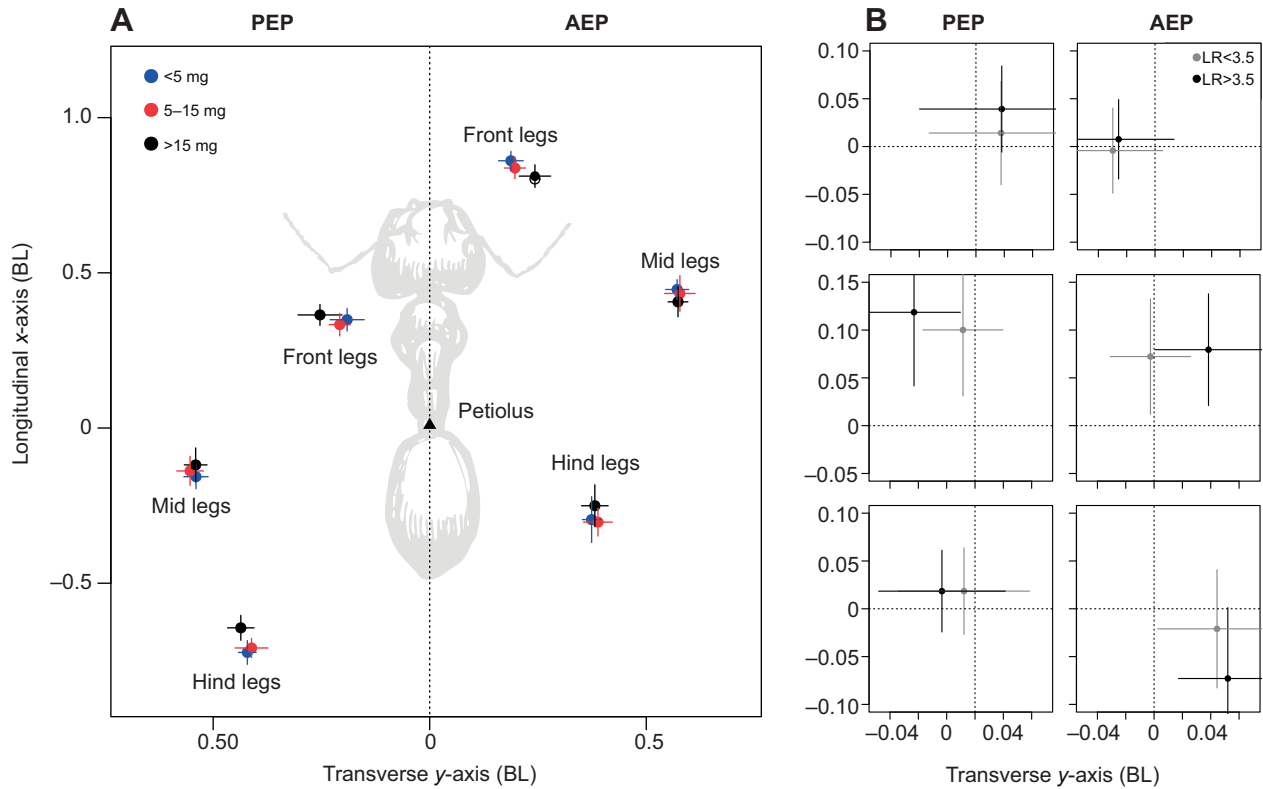 A
PEP
AEP
<5 mg
5–15 mg
>15 mg
1.0
0.5
0
–0.5
Longitudinal x-axis (BL)
Front legs
Mid legs
Front legs
Petiolus
Hind legs
Mid legs
Hind legs
0.50
0
0.5
Transverse y-axis (BL)
B
PEP
AEP
LR<3.5
LR>3.5
0.10
0.05
0
–0.05
–0.10
0.15
0.10
0.05
0
–0.05
0.10
0.05
0
–0.05
–0.10
–0.04
0
0.04
–0.04
0
0.04
Transverse y-axis (BL)